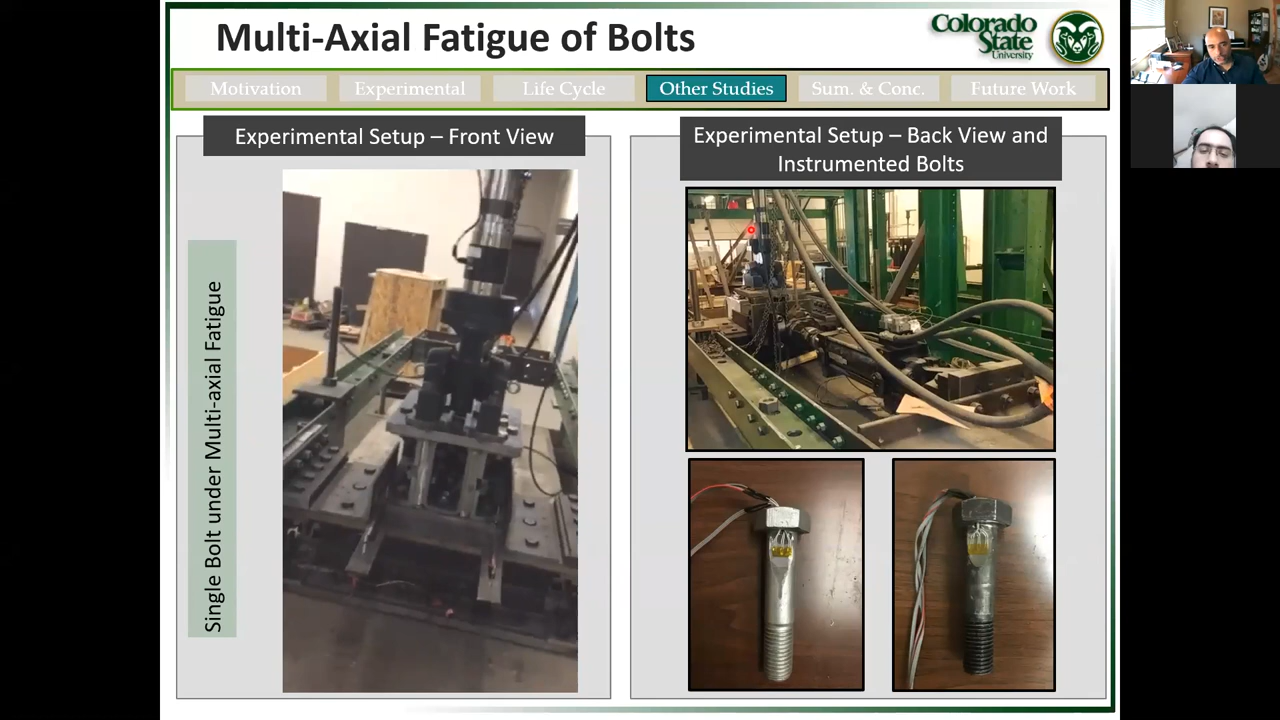 Multi-Axial Fatigue of Bolts
Colorado
State
University
Motivation
Experimental
Life Cycle
Other Studies
Sum. & Conc.
Future Work
Experimental Setup – Front View
Experimental Setup – Back View and
Instrumented Bolts
Single Bolt under Multi-axial Fatigue